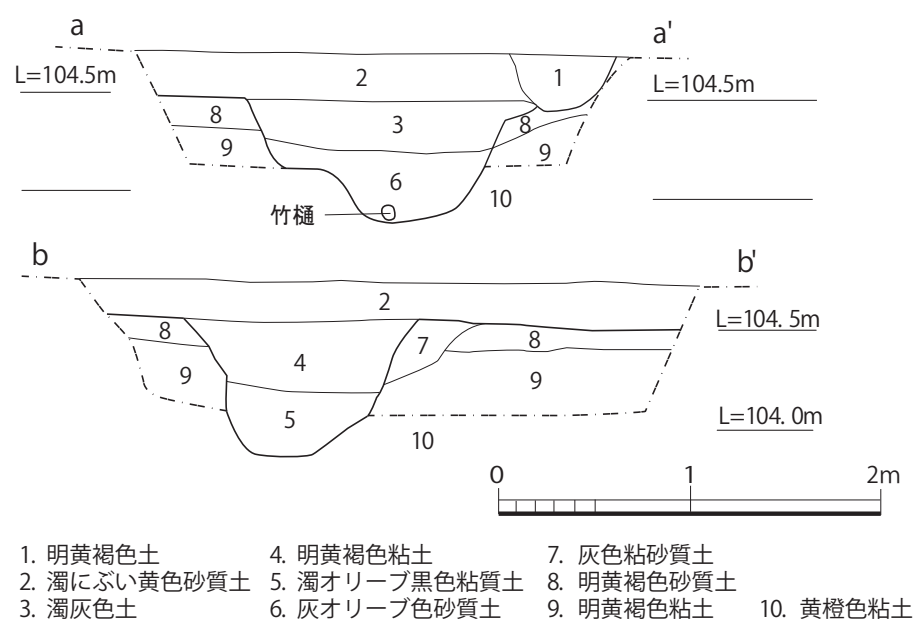 a a'
L=104.5m 2 1 L=104.5m
8 3 8
9 6 9
竹樋 10
b b'
2
L=104. 5m
8 4 7 8
9 5 9
L=104. 0m
10
0 1 2m
1. 明黄褐色土 4. 明黄褐色粘土 7. 灰色粘砂質土
2. 濁にぶい黄色砂質土 5. 濁オリーブ黒色粘質土 8. 明黄褐色砂質土
3. 濁灰色土 6. 灰オリーブ色砂質土 9. 明黄褐色粘土 10. 黄橙色粘土